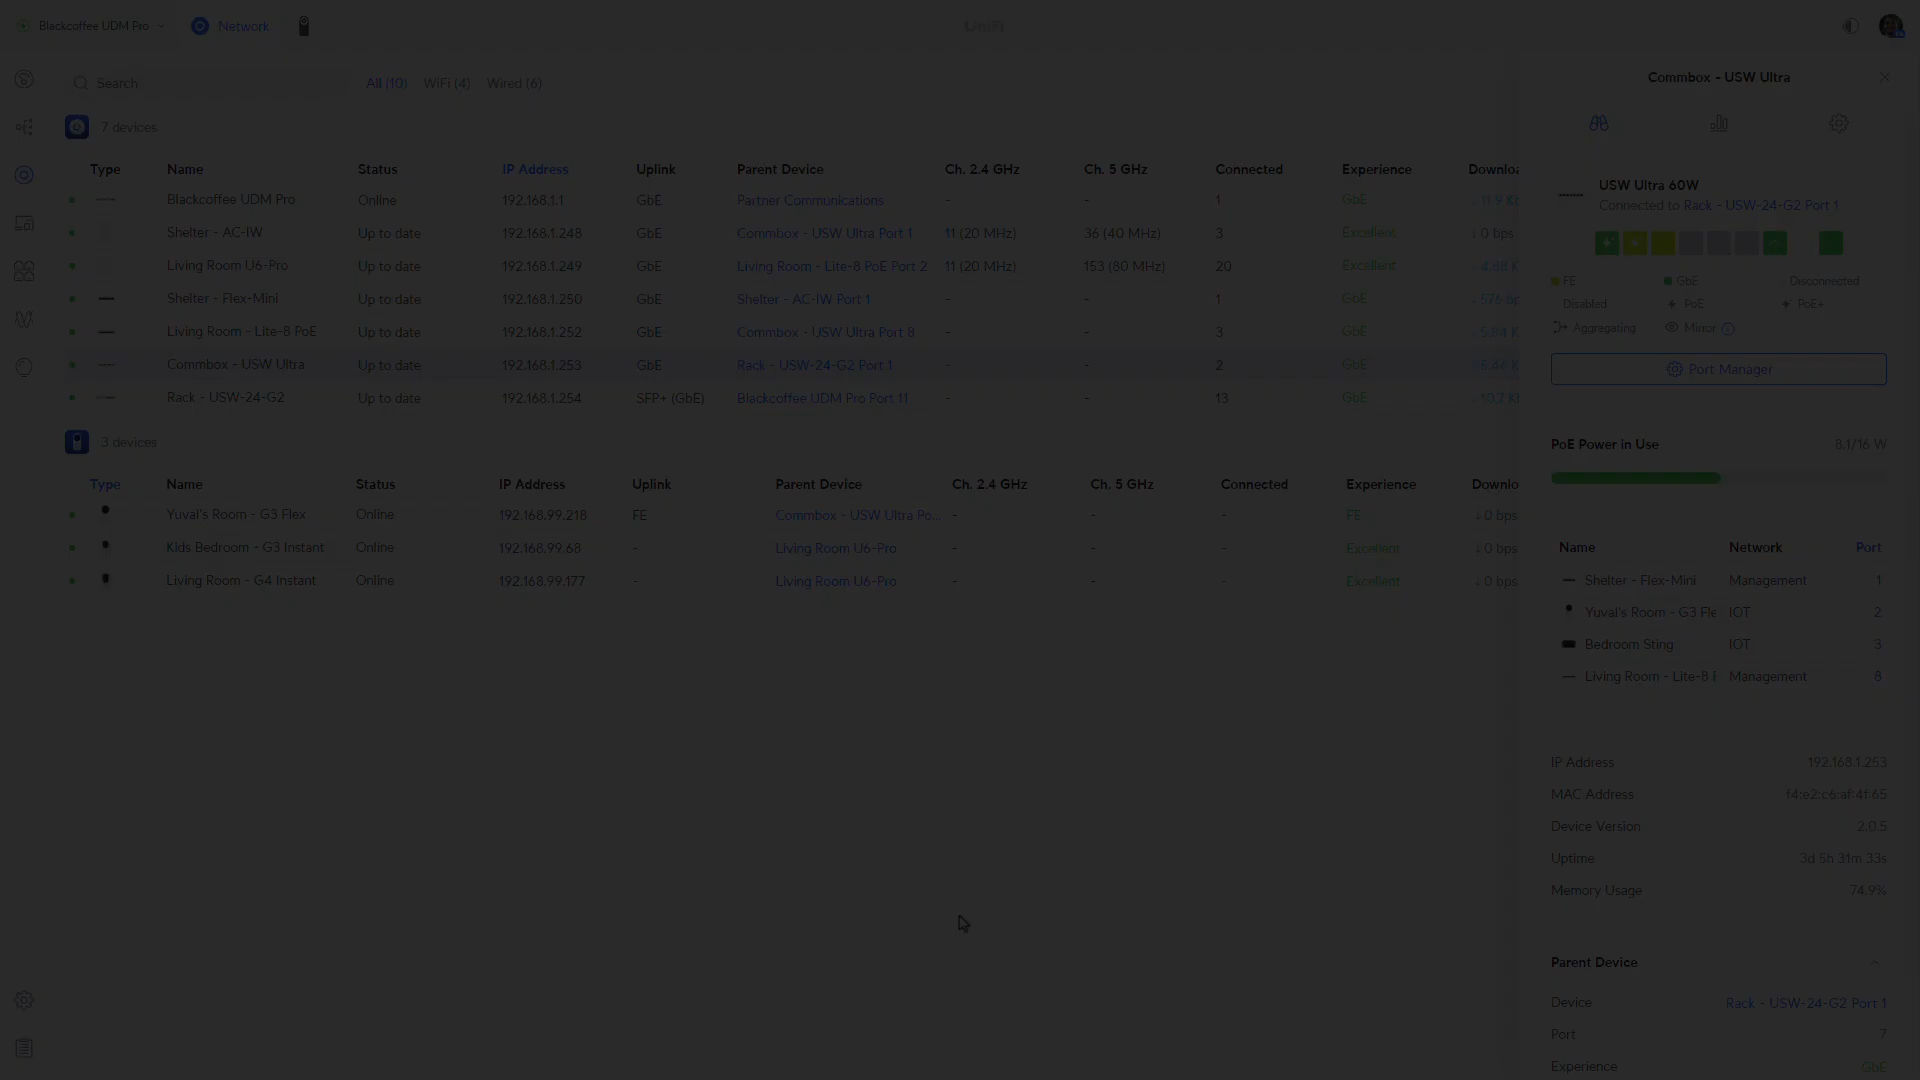 Blackcoffee UDM Pro
Network
UniFi
Search
All (10) WiFi (4) Wired (6)
7 devices
Type Name Status IP Address Uplink Parent Device Ch. 2.4 GHz Ch. 5 GHz Connected Experience Downloa
Blackcoffee UDM Pro Online 192.168.1.1 GbE Partner Communications - - 1 GbE ↓ 11.9 Kb
Shelter - AC-IW Up to date 192.168.1.248 GbE Commbox - USW Ultra Port 1 11 (20 MHz) 36 (40 MHz) 3 Excellent ↓ 0 bps
Living Room U6-Pro Up to date 192.168.1.249 GbE Living Room - Lite-8 PoE Port 2 11 (20 MHz) 153 (80 MHz) 20 Excellent ↓ 4.88 K
Shelter - Flex-Mini Up to date 192.168.1.250 GbE Shelter - AC-IW Port 1 - - 1 GbE ↓ 576 bp
Living Room - Lite-8 PoE Up to date 192.168.1.252 GbE Commbox - USW Ultra Port 8 - - 3 GbE ↓ 5.84 K
Commbox - USW Ultra Up to date 192.168.1.253 GbE Rack - USW-24-G2 Port 1 - - 2 GbE ↓ 5.46 K
Rack - USW-24-G2 Up to date 192.168.1.254 SFP+ (GbE) Blackcoffee UDM Pro Port 11 - - 13 GbE ↓ 10.7 K
3 devices
Type Name Status IP Address Uplink Parent Device Ch. 2.4 GHz Ch. 5 GHz Connected Experience Downlo
Yuval's Room - G3 Flex Online 192.168.99.218 FE Commbox - USW Ultra Po... - - - FE ↓ 0 bps
Kids Bedroom - G3 Instant Online 192.168.99.68 - Living Room U6-Pro - - - Excellent ↓ 0 bps
Living Room - G4 Instant Online 192.168.99.177 - Living Room U6-Pro - - - Excellent ↓ 0 bps
Commbox - USW Ultra
USW Ultra 60W
Connected to Rack - USW-24-G2 Port 1
FE GbE Disconnected
Disabled PoE PoE+
Aggregating Mirror
Port Manager
PoE Power in Use 8.1/16 W
Name Network Port
Shelter - Flex-Mini Management 1
Yuval's Room - G3 Fle IOT 2
Bedroom Sting IOT 3
Living Room - Lite-8 P Management 8
IP Address 192.168.1.253
MAC Address f4:e2:c6:af:4f:65
Device Version 2.0.5
Uptime 3d 5h 31m 33s
Memory Usage 74.9%
Parent Device
Device Rack - USW-24-G2 Port 1
Port 7
Experience GbE